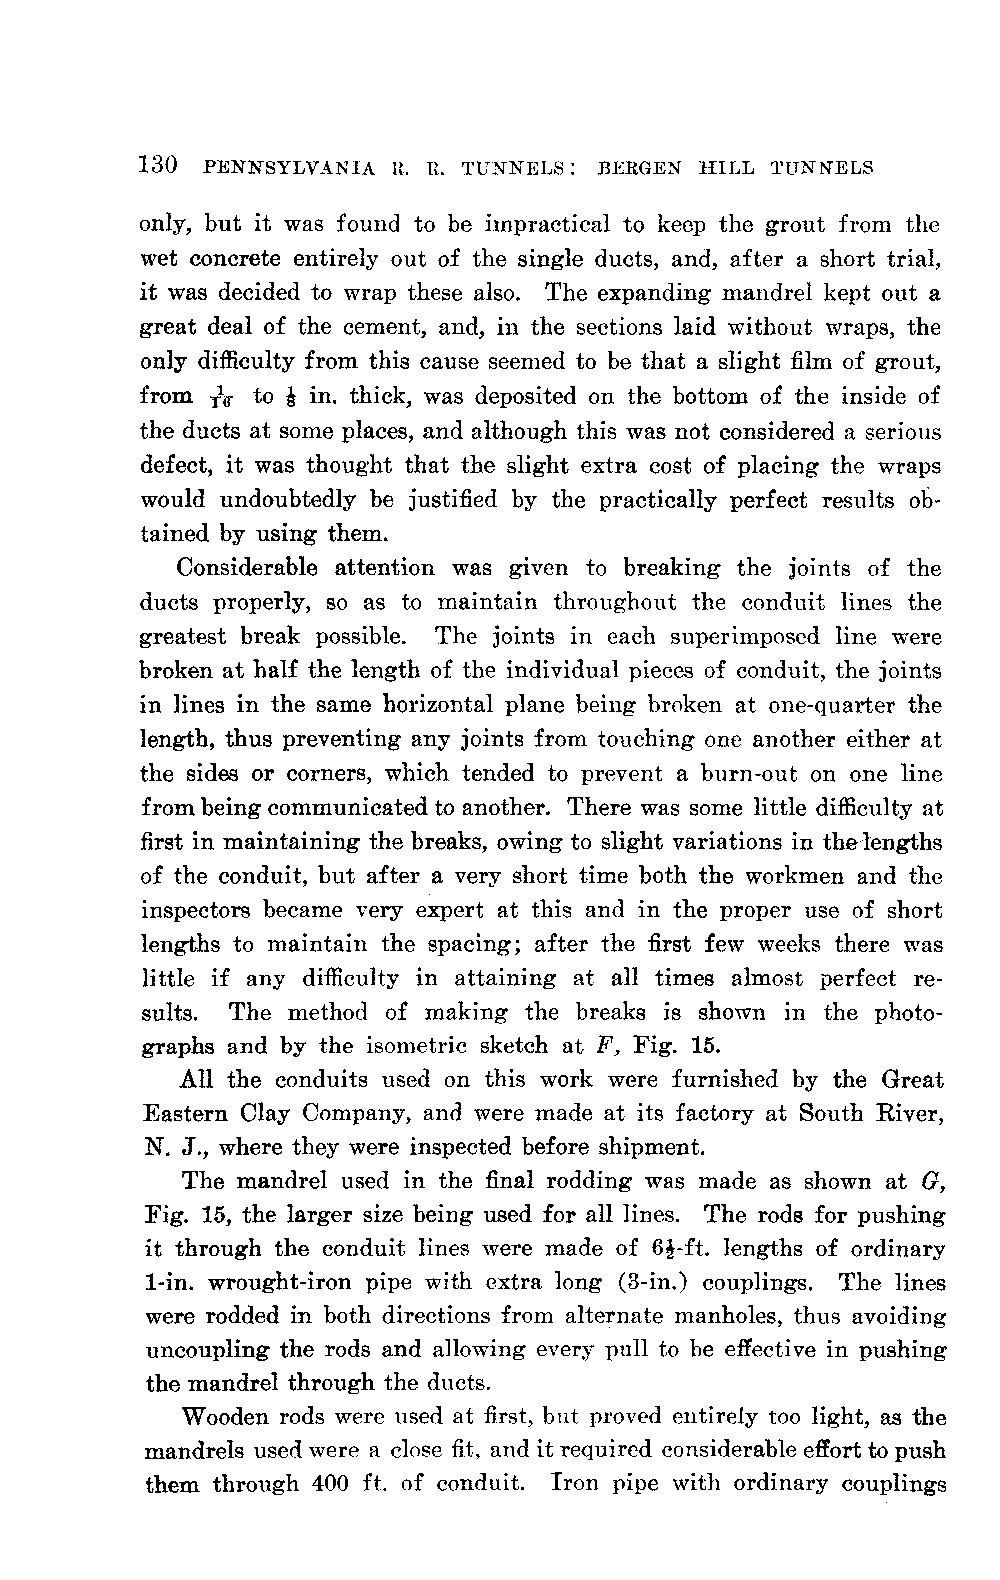 130 PENNSYLVANIA R. R. TUNNELS: BERGEN HILL TUNNELS
only, but it was found to be impractical to keep the grout from the
wet concrete entirely out of the single ducts, and, after a short trial,
it was decided to wrap these also. The expanding mandrel kept out a
great deal of the cement, and, in the sections laid without wraps, the
only difficulty from this cause seemed to be that a slight film of grout,
from 1/16 to 1/8 in. thick, was deposited on the bottom of the inside of
the ducts at some places, and although this was not considered a serious
defect, it was thought that the slight extra cost of placing the wraps
would undoubtedly be justified by the practically perfect results ob-
tained by using them.
Considerable attention was given to breaking the joints of the
ducts properly, so as to maintain throughout the conduit lines the
greatest break possible. The joints in each superimposed line were
broken at half the length of the individual pieces of conduit, the joints
in lines in the same horizontal plane being broken at one-quarter the
length, thus preventing any joints from touching one another either at
the sides or corners, which tended to prevent a burn-out on one line
from being communicated to another. There was some little difficulty at
first in maintaining the breaks, owing to slight variations in the lengths
of the conduit, but after a very short time both the workmen and the
inspectors became very expert at this and in the proper use of short
lengths to maintain the spacing; after the first few weeks there was
little if any difficulty in attaining at all times almost perfect re-
sults. The method of making the breaks is shown in the photo-
graphs and by the isometric sketch at F, Fig. 15.
All the conduits used on this work were furnished by the Great
Eastern Clay Company, and were made at its factory at South River,
N. J., where they were inspected before shipment.
The mandrel used in the final rodding was made as shown at G,
Fig. 15, the larger size being used for all lines. The rods for pushing
it through the conduit lines were made of 6½-ft. lengths of ordinary
1-in. wrought-iron pipe with extra long (3-in.) couplings. The lines
were rodded in both directions from alternate manholes, thus avoiding
uncoupling the rods and allowing every pull to be effective in pushing
the mandrel through the ducts.
Wooden rods were used at first, but proved entirely too light, as the
mandrels used were a close fit, and it required considerable effort to push
them through 400 ft. of conduit. Iron pipe with ordinary couplings